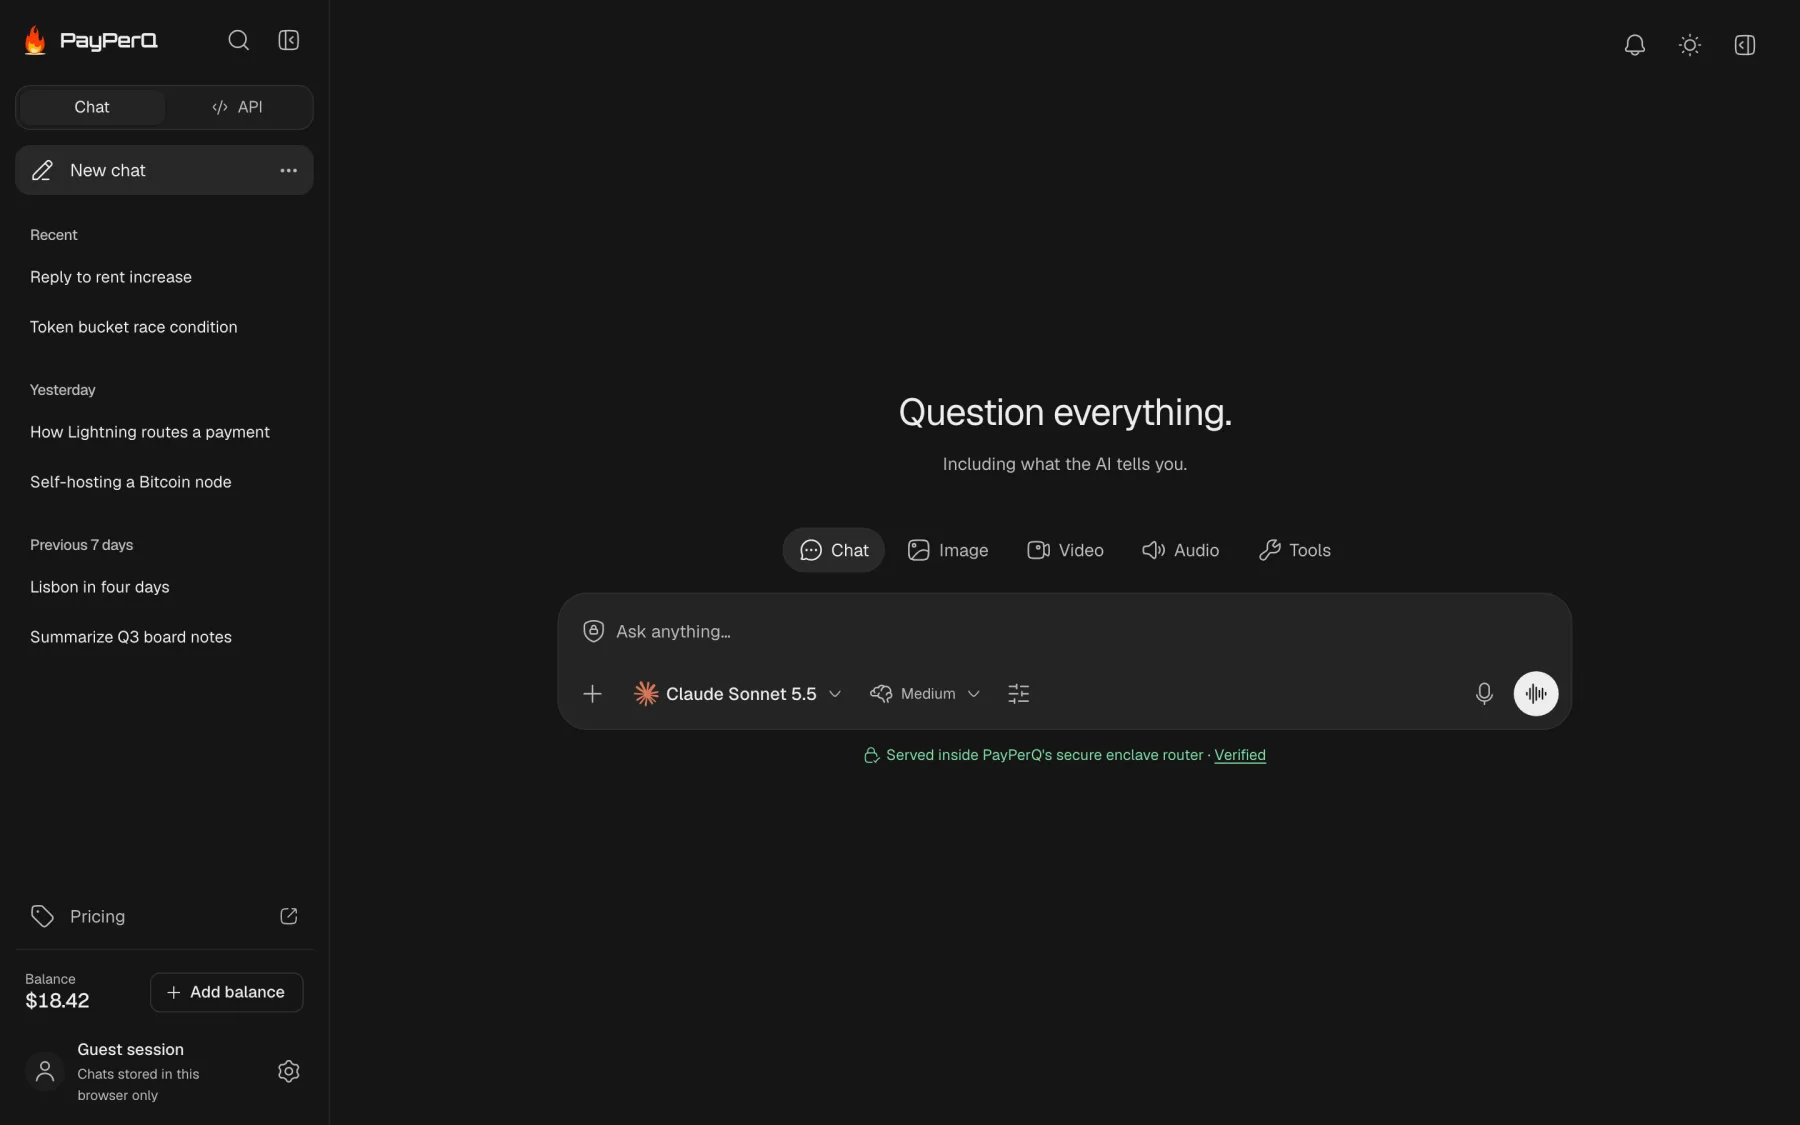 PayPerQ
Chat
</> API
New chat
Recent
Reply to rent increase
Token bucket race condition
Yesterday
How Lightning routes a payment
Self-hosting a Bitcoin node
Previous 7 days
Lisbon in four days
Summarize Q3 board notes
Pricing
Balance
$18.42
+ Add balance
Guest session
Chats stored in this
browser only
Question everything.
Including what the AI tells you.
Chat
Image
Video
Audio
Tools
Ask anything...
Claude Sonnet 5.5
Medium
Served inside PayPerQ's secure enclave router · Verified